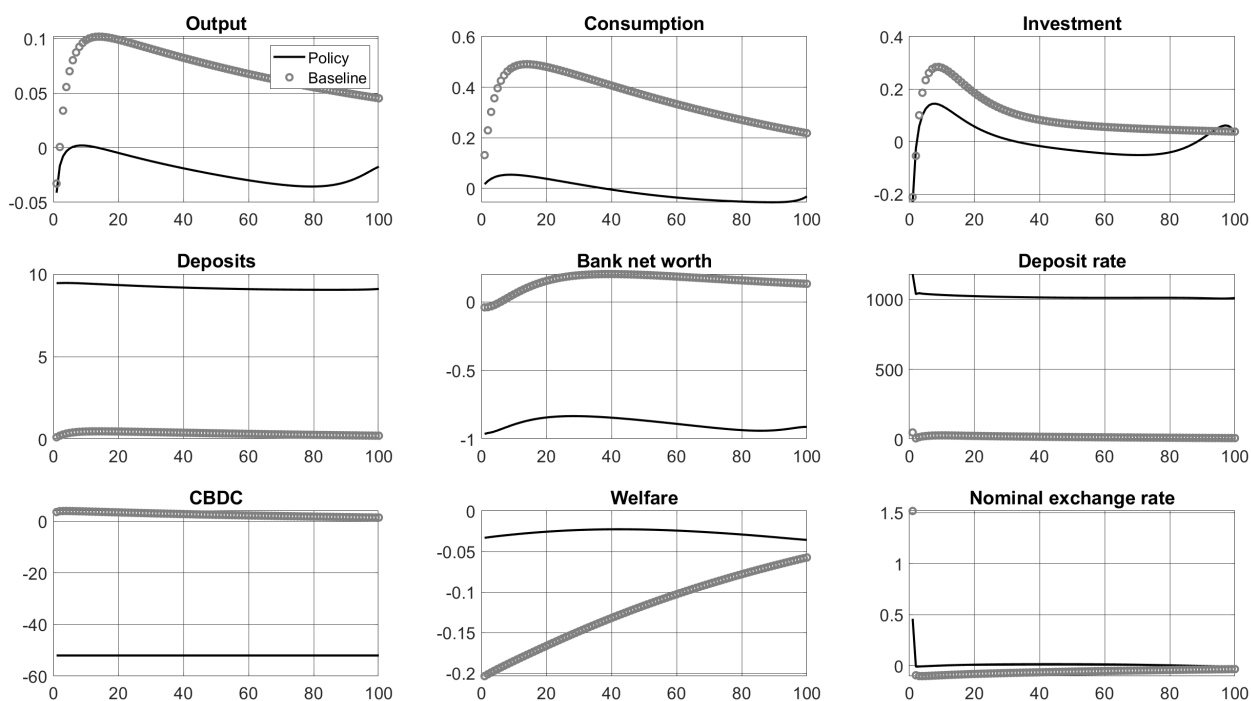 Output
0.1
0.05
0
-0.05
0 20 40 60 80 100
Policy
Baseline
Consumption
0.6
0.4
0.2
0
0 20 40 60 80 100
Investment
0.4
0.2
0
-0.2
0 20 40 60 80 100
Deposits
10
5
0
0 20 40 60 80 100
Bank net worth
0
-0.5
-1
0 20 40 60 80 100
Deposit rate
1000
500
0
0 20 40 60 80 100
CBDC
0
-20
-40
-60
0 20 40 60 80 100
Welfare
0
-0.05
-0.1
-0.15
-0.2
0 20 40 60 80 100
Nominal exchange rate
1.5
1
0.5
0
0 20 40 60 80 100